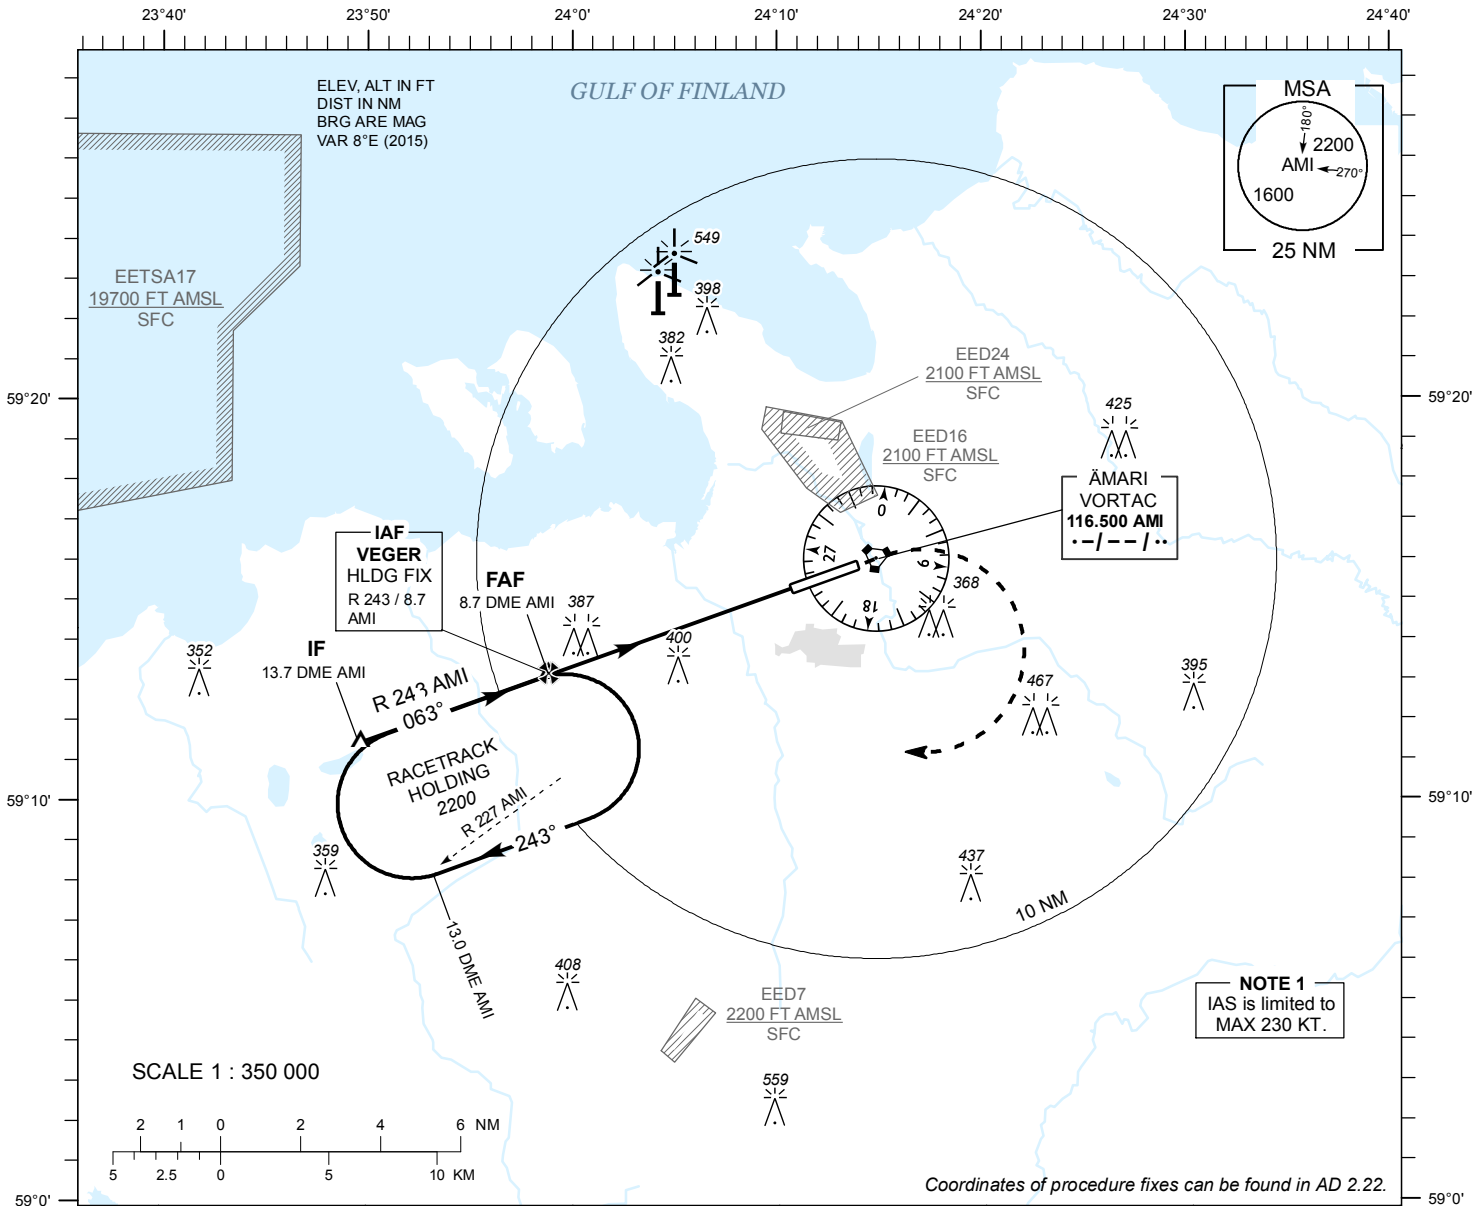 23°40'
23°50'
24°0'
24°10'
24°20'
24°30'
24°40'
ELEV, ALT IN FT
DIST IN NM
BRG ARE MAG
VAR 8°E (2015)
GULF OF FINLAND
MSA
180°
2200
AMI
270°
1600
25 NM
EETSA17
19700 FT AMSL
SFC
549
398
382
EED24
2100 FT AMSL
SFC
59°20'
59°20'
425
EED16
2100 FT AMSL
SFC
ÄMARI
VORTAC
116.500 AMI
·–/––/··
0
9
18
27
IAF
VEGER
HLDG FIX
R 243 / 8.7
AMI
FAF
8.7 DME AMI
387
368
400
352
IF
13.7 DME AMI
395
467
R 243 AMI
063°
RACETRACK
HOLDING
2200
R 227 AMI
243°
59°10'
59°10'
359
437
10 NM
13.0 DME AMI
408
EED7
2200 FT AMSL
SFC
NOTE 1
IAS is limited to
MAX 230 KT.
559
SCALE 1 : 350 000
2 1 0 2 4 6 NM
5 2.5 0 5 10 KM
Coordinates of procedure fixes can be found in AD 2.22.
59°0'
59°0'